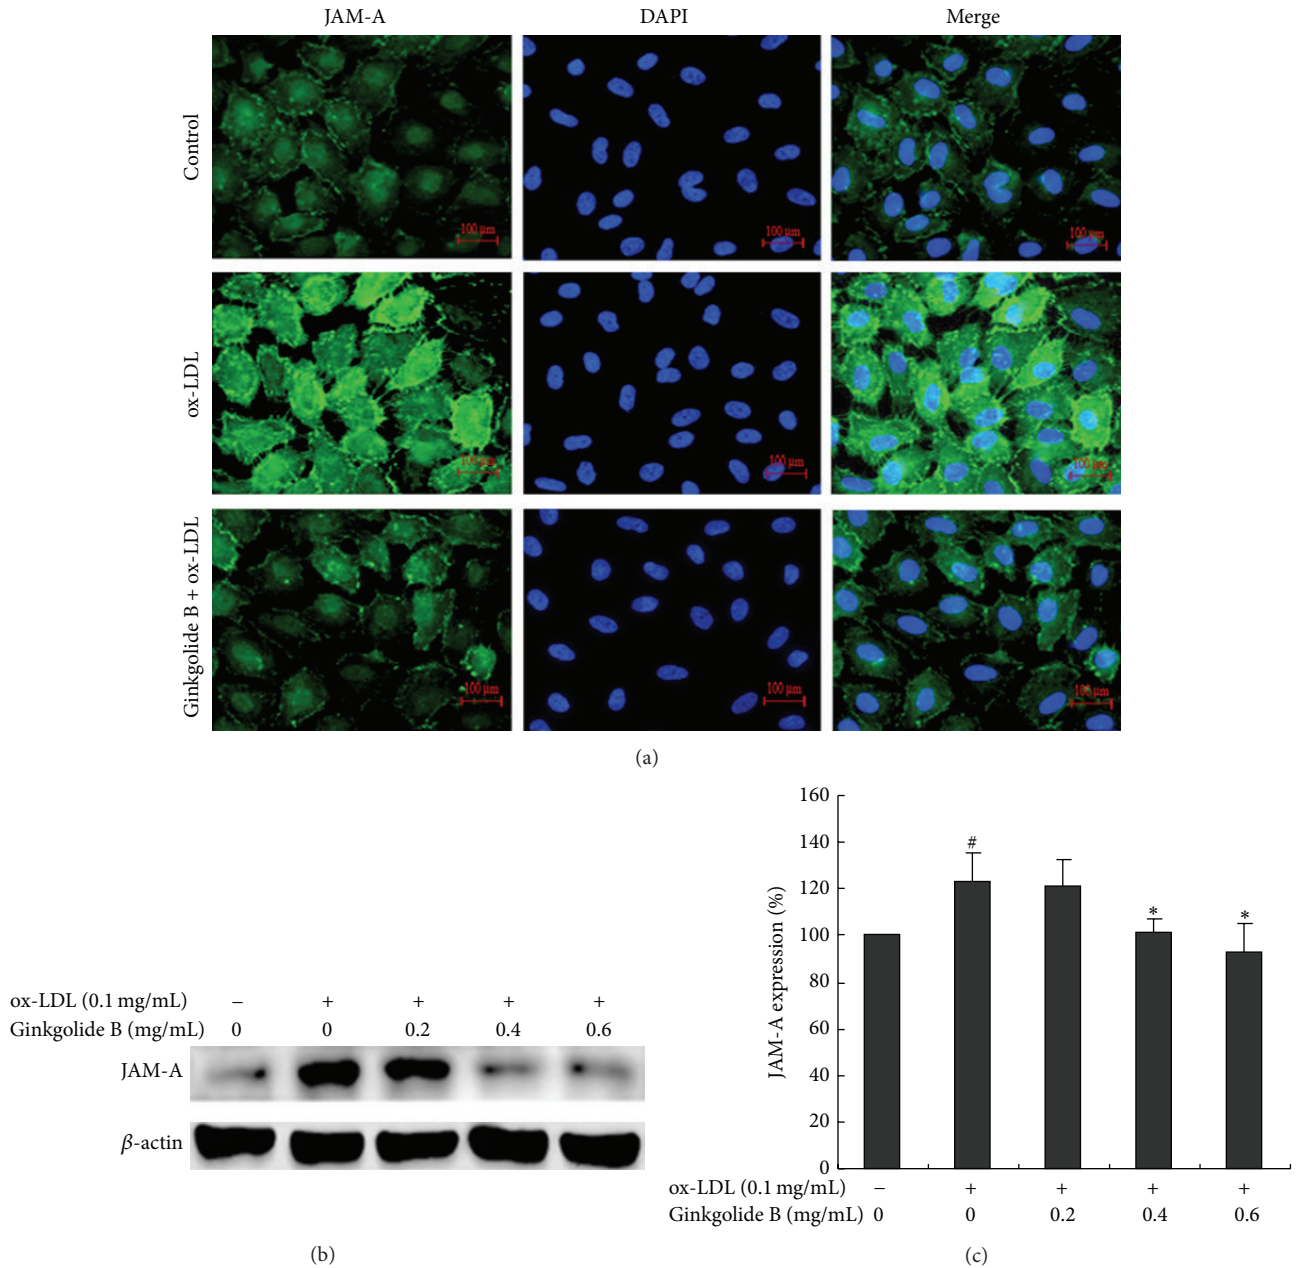 JAM-A DAPI Merge
Control
100 μm 100 μm 100 μm
ox-LDL
100 μm 100 μm
Ginkgolide B + ox-LDL
100 μm 100 μm 100 μm
(a)
ox-LDL (0.1 mg/mL) − + + + +
Ginkgolide B (mg/mL) 0 0 0.2 0.4 0.6
JAM-A
β-actin
(b)
160
140
120
100
80
60
40
20
0
JAM-A expression (%)
#
*
*
ox-LDL (0.1 mg/mL) − + + + +
Ginkgolide B (mg/mL) 0 0 0.2 0.4 0.6
(c)